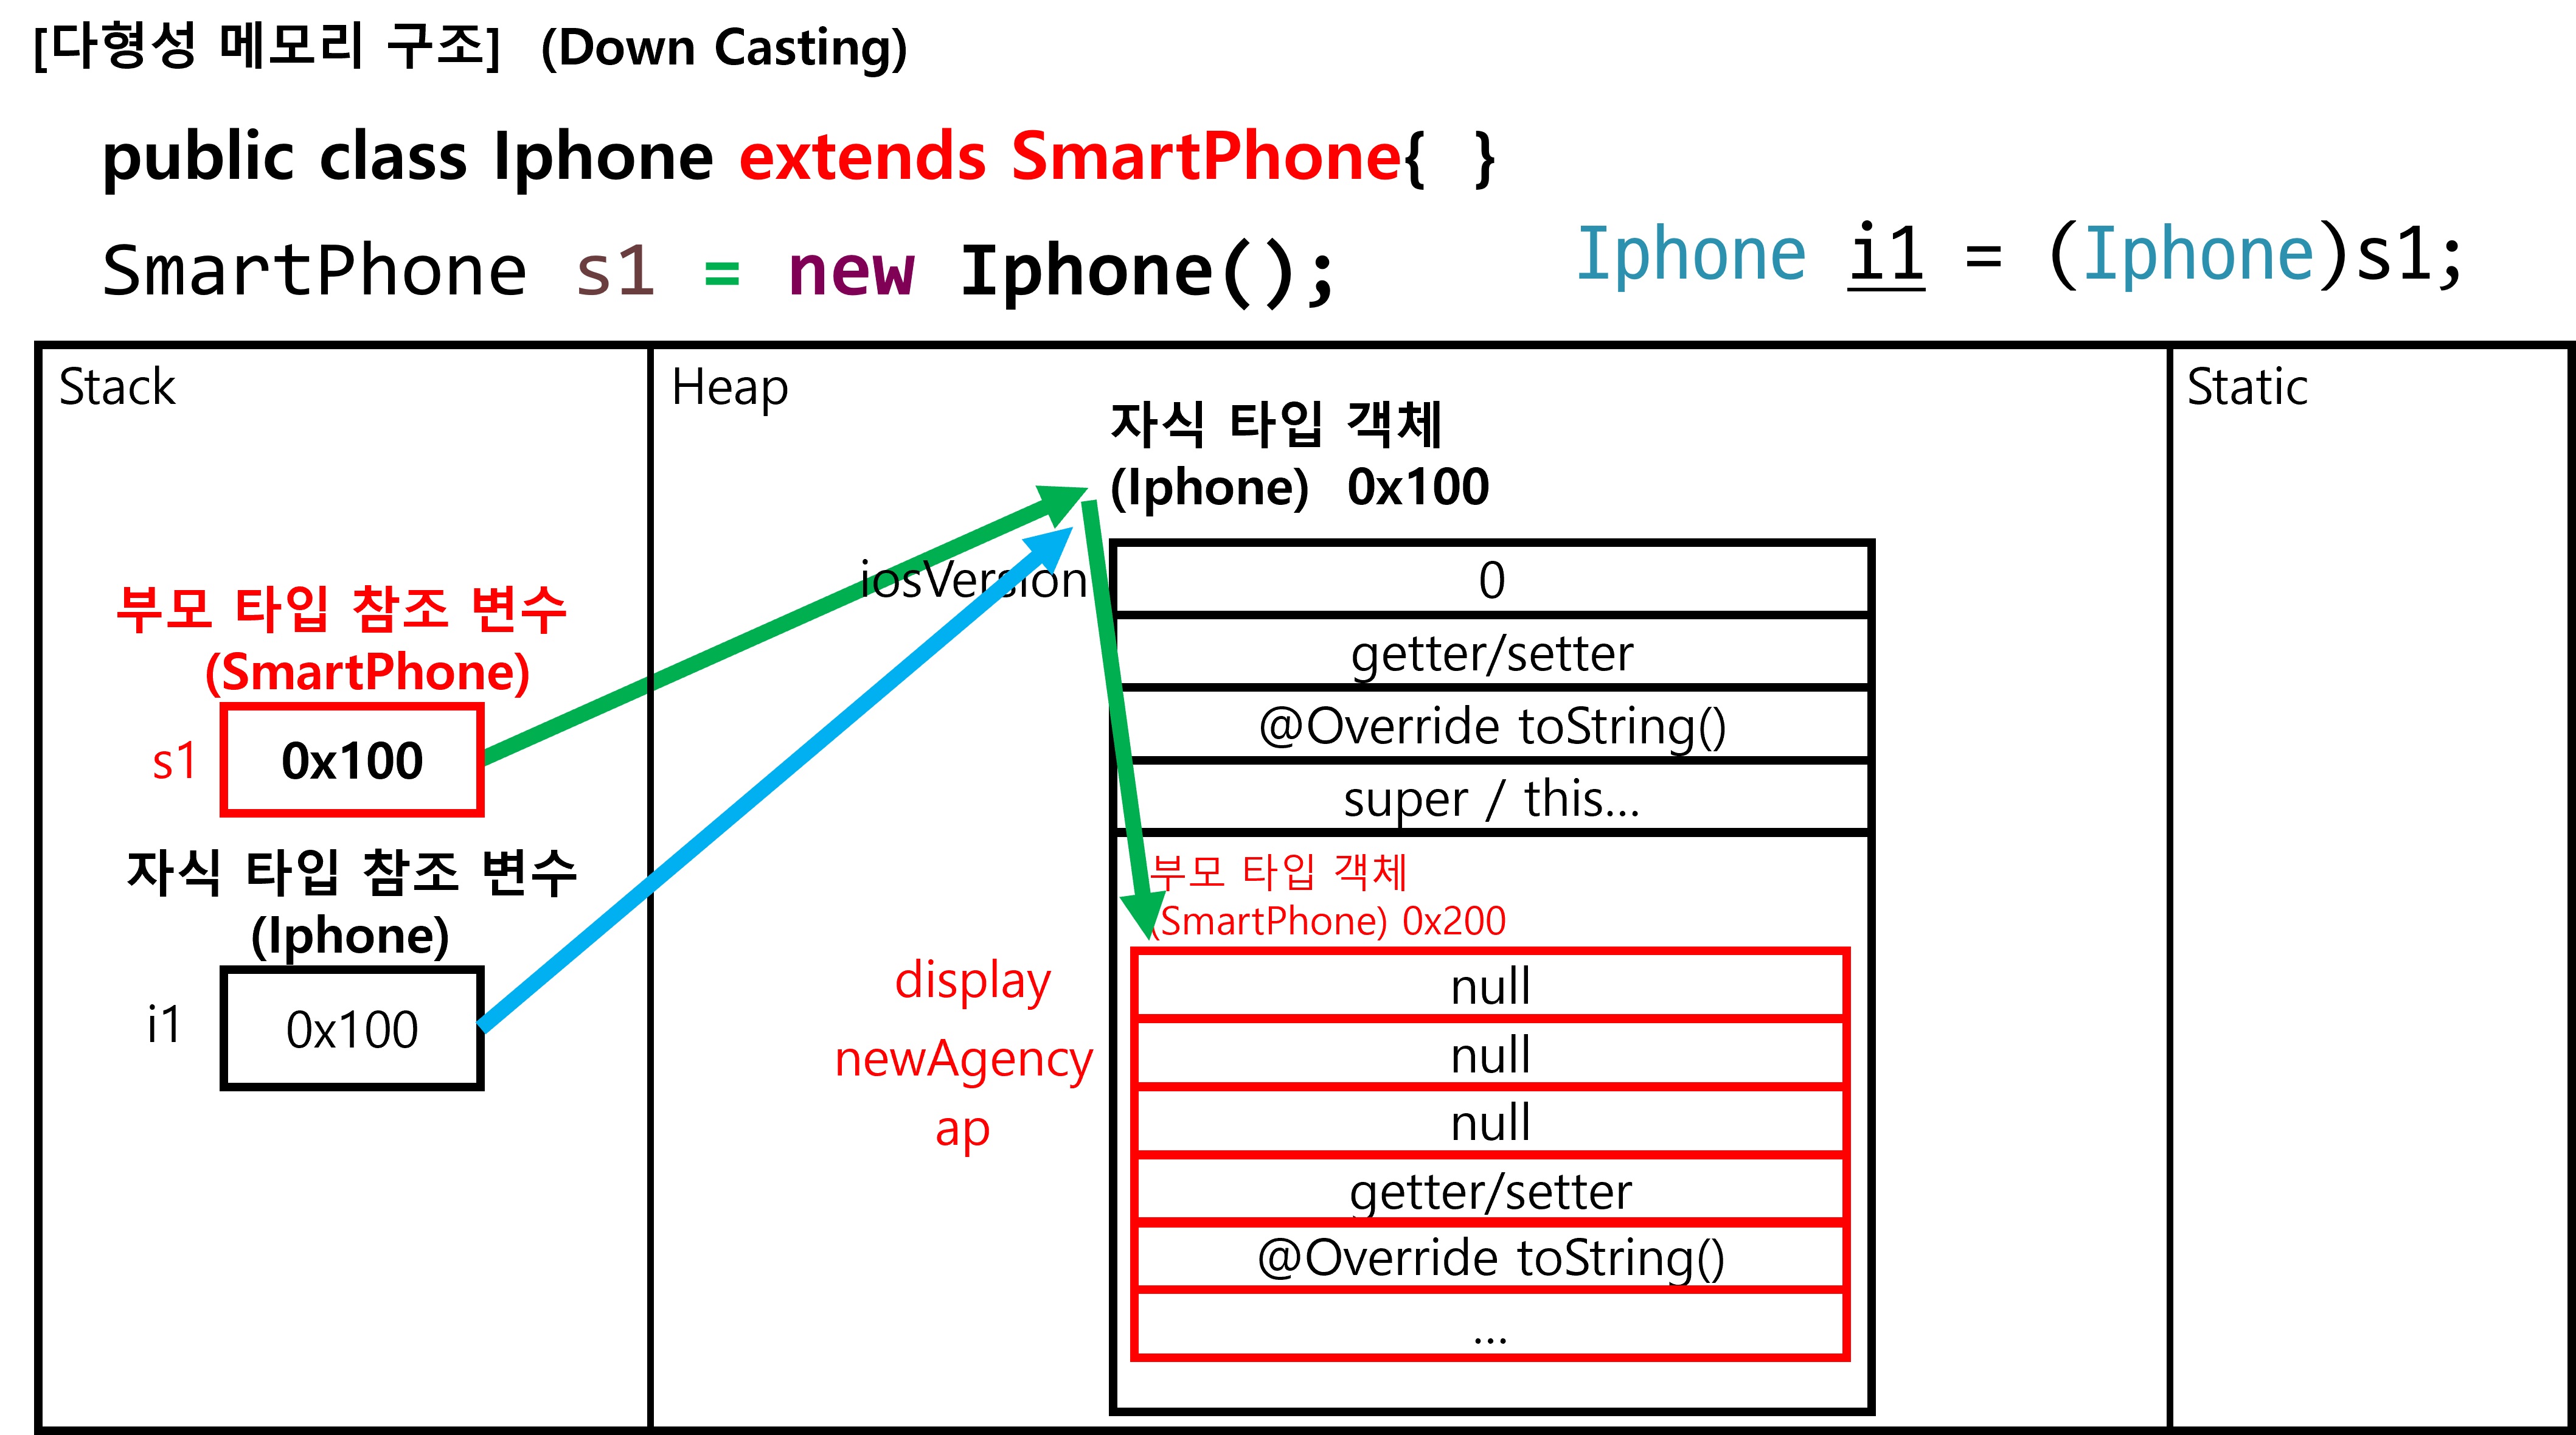 [다형성 메모리 구조]  (Down Casting)
public class Iphone extends SmartPhone{  }
SmartPhone s1 = new Iphone();
Iphone i1 = (Iphone)s1;
Stack
Heap
Static
자식 타입 객체
(Iphone)  0x100
iosVersion
0
getter/setter
@Override toString()
super / this...
부모 타입 참조 변수
(SmartPhone)
s1
0x100
자식 타입 참조 변수
(Iphone)
i1
0x100
부모 타입 객체
(SmartPhone) 0x200
display
null
newAgency
null
ap
null
getter/setter
@Override toString()
...